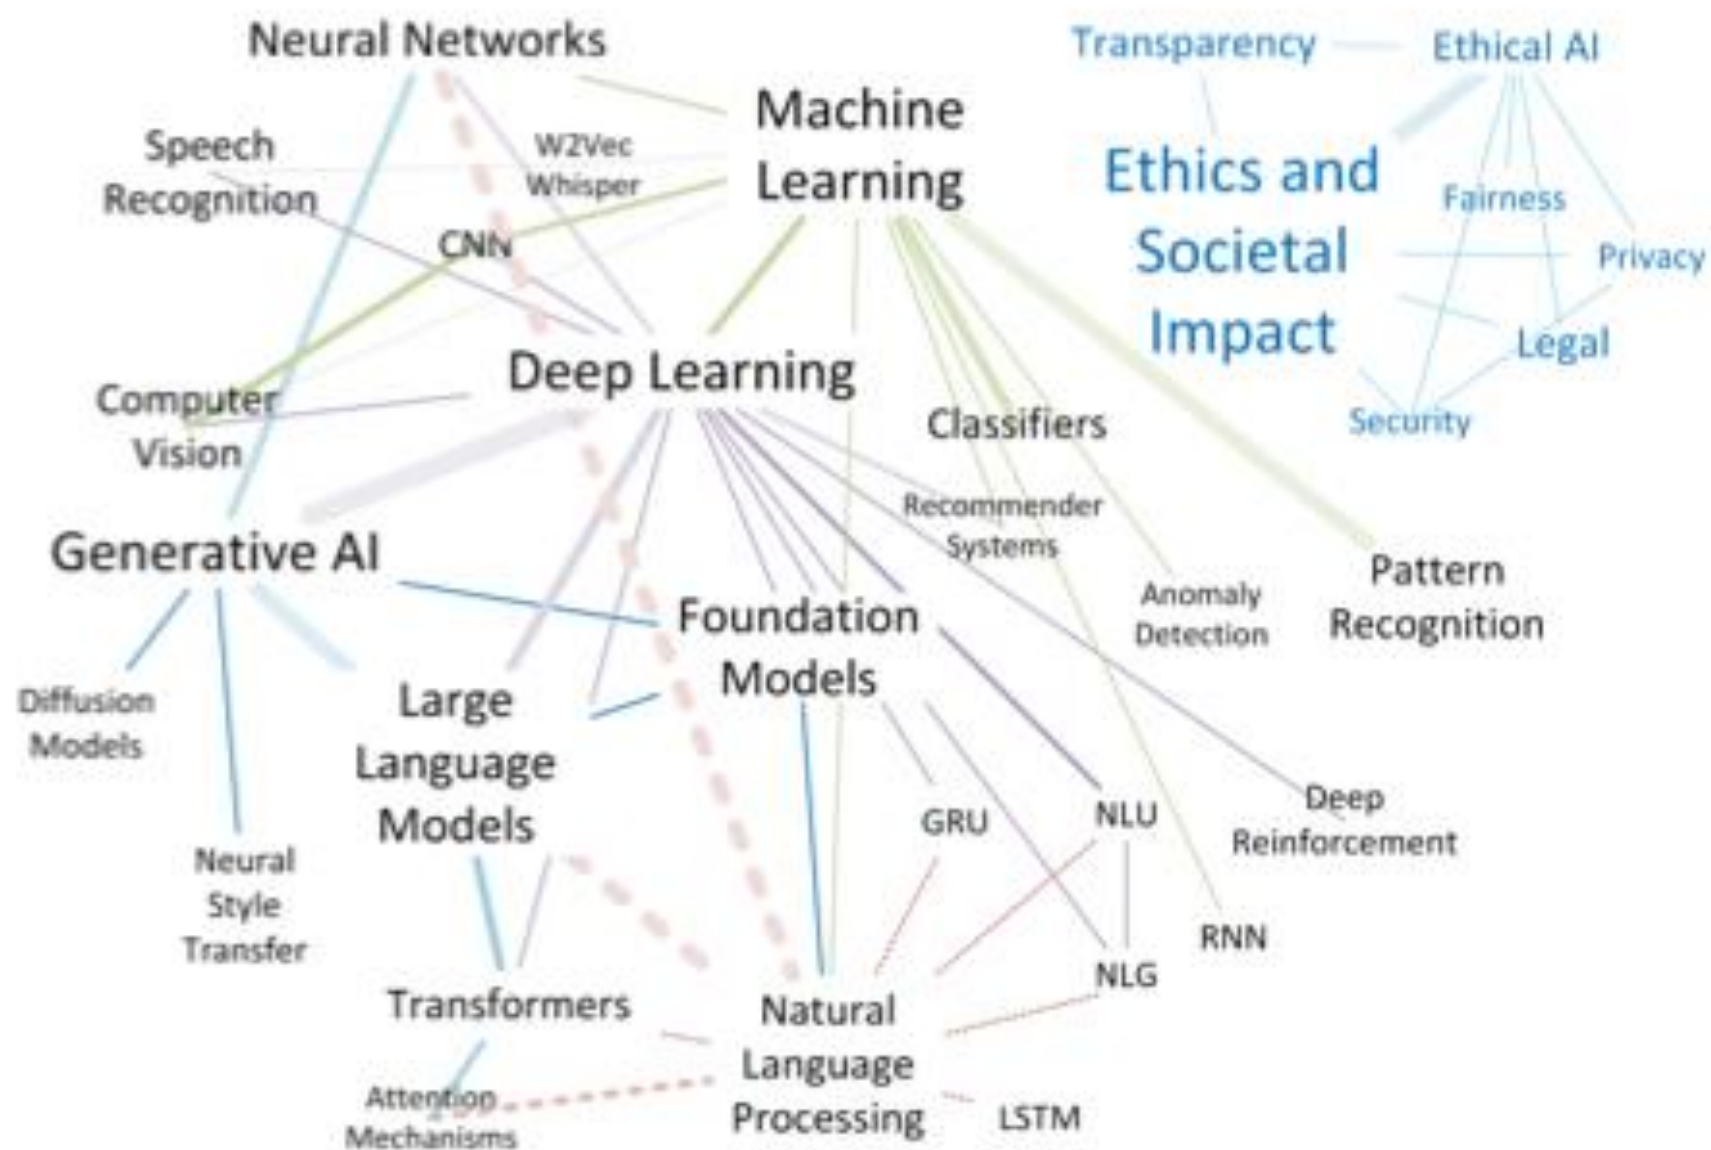 Neural Networks
Transparency
Ethical AI
Machine
Learning
Speech
Recognition
W2Vec
Whisper
CNN
Ethics and
Societal
Impact
Fairness
Privacy
Legal
Security
Deep Learning
Computer
Vision
Classifiers
Recommender
Systems
Generative AI
Anomaly
Detection
Pattern
Recognition
Foundation
Models
Diffusion
Models
Large
Language
Models
GRU
NLU
Deep
Reinforcement
Neural
Style
Transfer
RNN
NLG
Transformers
Natural
Language
Processing
Attention
Mechanisms
LSTM